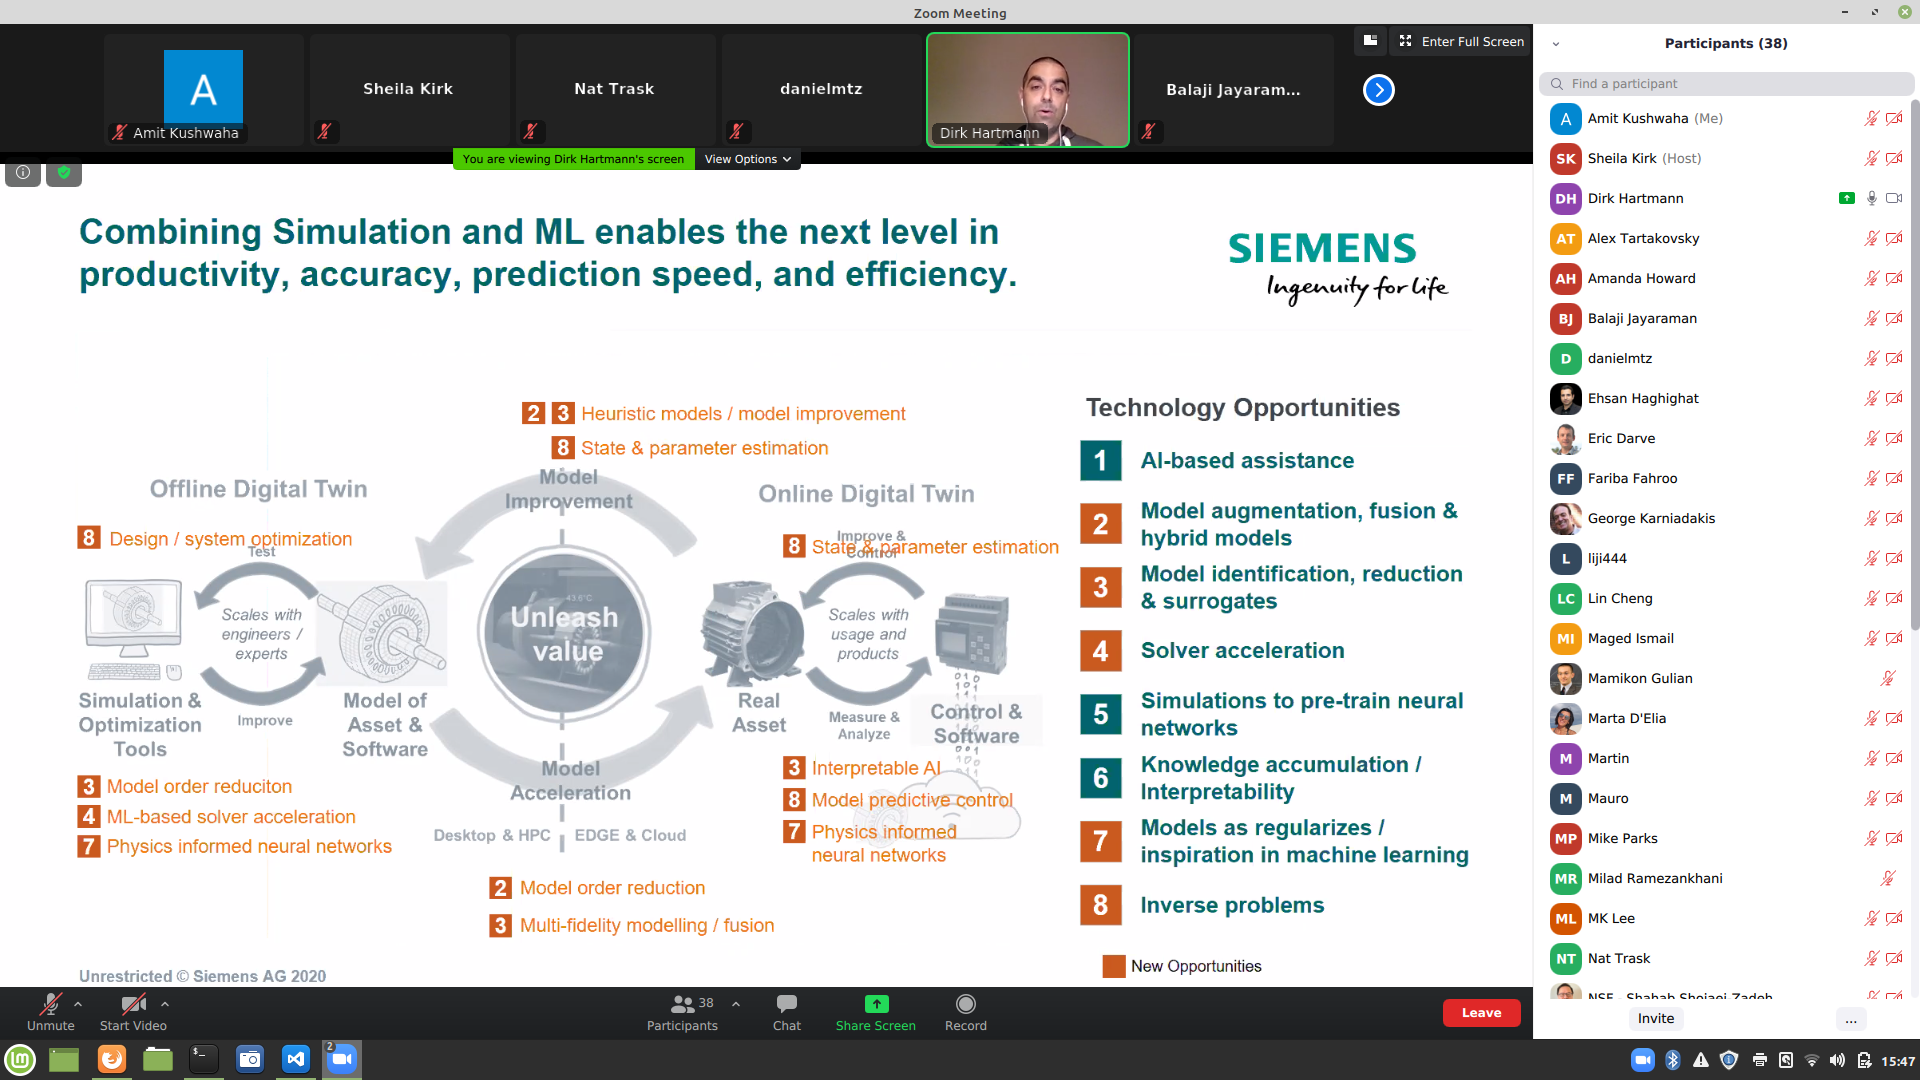 Zoom Meeting
A
Amit Kushwaha
Sheila Kirk
Nat Trask
danielmtz
Dirk Hartmann
Balaji Jayaram...
Enter Full Screen
You are viewing Dirk Hartmann's screen
View Options
Combining Simulation and ML enables the next level in
productivity, accuracy, prediction speed, and efficiency.
SIEMENS
Ingenuity for life
2 3 Heuristic models / model improvement
8 State & parameter estimation
Model
Improvement
Offline Digital Twin
Online Digital Twin
8 Design / system optimization
Test
Improve &
Control
8 State & parameter estimation
Scales with
engineers /
experts
Unleash
value
43.6°C
Scales with
usage and
products
Simulation &
Optimization
Tools
Improve
Model of
Asset &
Software
Real
Asset
Measure &
Analyze
Control &
Software
Model
Acceleration
Desktop & HPC
EDGE & Cloud
3 Model order reduciton
4 ML-based solver acceleration
7 Physics informed neural networks
3 Interpretable AI
8 Model predictive control
7 Physics informed
neural networks
2 Model order reduction
3 Multi-fidelity modelling / fusion
Technology Opportunities
1 AI-based assistance
2 Model augmentation, fusion &
hybrid models
3 Model identification, reduction
& surrogates
4 Solver acceleration
5 Simulations to pre-train neural
networks
6 Knowledge accumulation /
Interpretability
7 Models as regularizes /
inspiration in machine learning
8 Inverse problems
New Opportunities
Unrestricted © Siemens AG 2020
Participants (38)
Find a participant
A Amit Kushwaha (Me)
SK Sheila Kirk (Host)
DH Dirk Hartmann
AT Alex Tartakovsky
AH Amanda Howard
BJ Balaji Jayaraman
D danielmtz
Ehsan Haghighat
Eric Darve
FF Fariba Fahroo
George Karniadakis
L liji444
LC Lin Cheng
MI Maged Ismail
Mamikon Gulian
Marta D'Elia
M Martin
M Mauro
MP Mike Parks
MR Milad Ramezankhani
ML MK Lee
NT Nat Trask
NSF - Shahab Shojaei-Zadeh
Invite
...
Unmute
Start Video
38
Participants
Chat
Share Screen
Record
Leave
$_
2
15:47